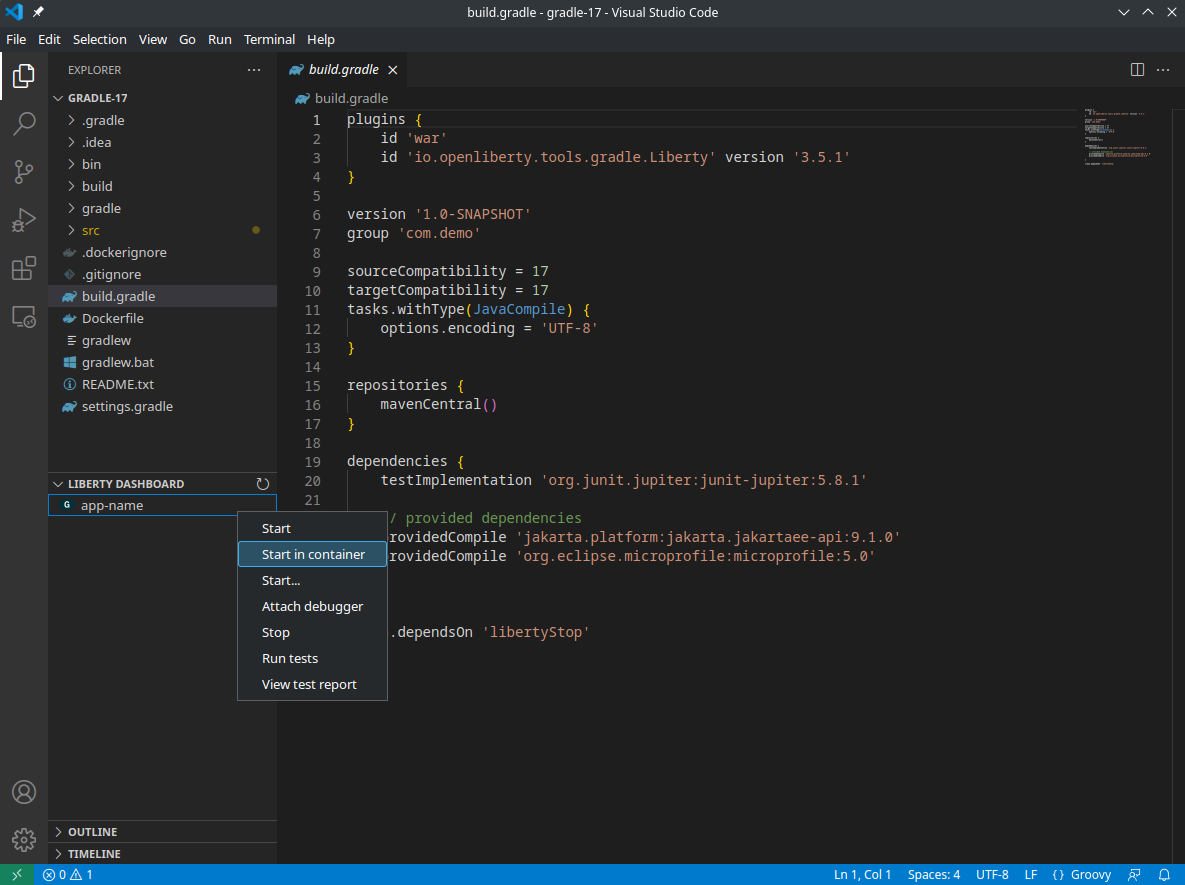 build.gradle - gradle-17 - Visual Studio Code
File Edit Selection View Go Run Terminal Help
EXPLORER
GRADLE-17
.gradle
.idea
bin
build
gradle
src
.dockerignore
.gitignore
build.gradle
Dockerfile
gradlew
gradlew.bat
README.txt
settings.gradle
LIBERTY DASHBOARD
G app-name
Start
Start in container
Start...
Attach debugger
Stop
Run tests
View test report
OUTLINE
TIMELINE
build.gradle
build.gradle
1 plugins {
2 id 'war'
3 id 'io.openliberty.tools.gradle.Liberty' version '3.5.1'
4 }
5
6 version '1.0-SNAPSHOT'
7 group 'com.demo'
8
9 sourceCompatibility = 17
10 targetCompatibility = 17
11 tasks.withType(JavaCompile) {
12 options.encoding = 'UTF-8'
13 }
14
15 repositories {
16 mavenCentral()
17 }
18
19 dependencies {
20 testImplementation 'org.junit.jupiter:junit-jupiter:5.8.1'
21
/ provided dependencies
rovidedCompile 'jakarta.platform:jakarta.jakartaee-api:9.1.0'
rovidedCompile 'org.eclipse.microprofile:microprofile:5.0'
.dependsOn 'libertyStop'
0 1 Ln 1, Col 1 Spaces: 4 UTF-8 LF {} Groovy